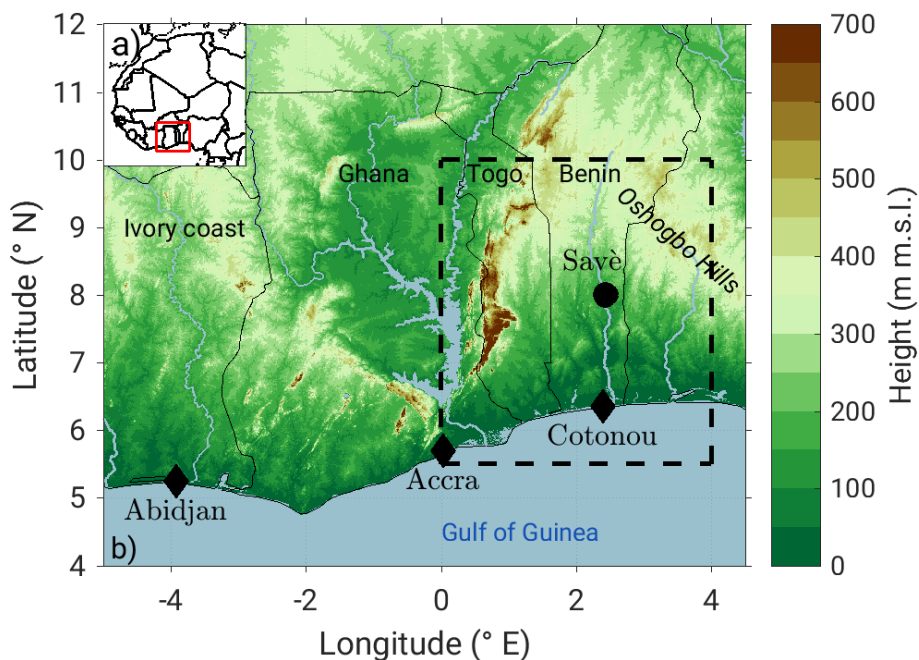 a)
12
11
10
9
8
7
6
5
4
Latitude (° N)
Ghana
Togo
Benin
Ivory coast
Oshogbo Hills
Savè
Cotonou
Accra
Abidjan
Gulf of Guinea
b)
-4
-2
0
2
4
Longitude (° E)
700
600
500
400
300
200
100
0
Height (m m.s.l.)